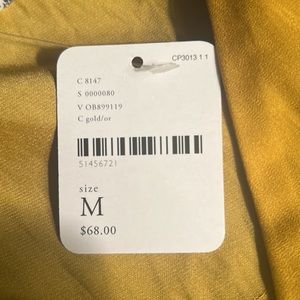 CP3013 1 1
C 8147
S 0000080
V OB899119
C gold/or
51456721
size
M
$68.00